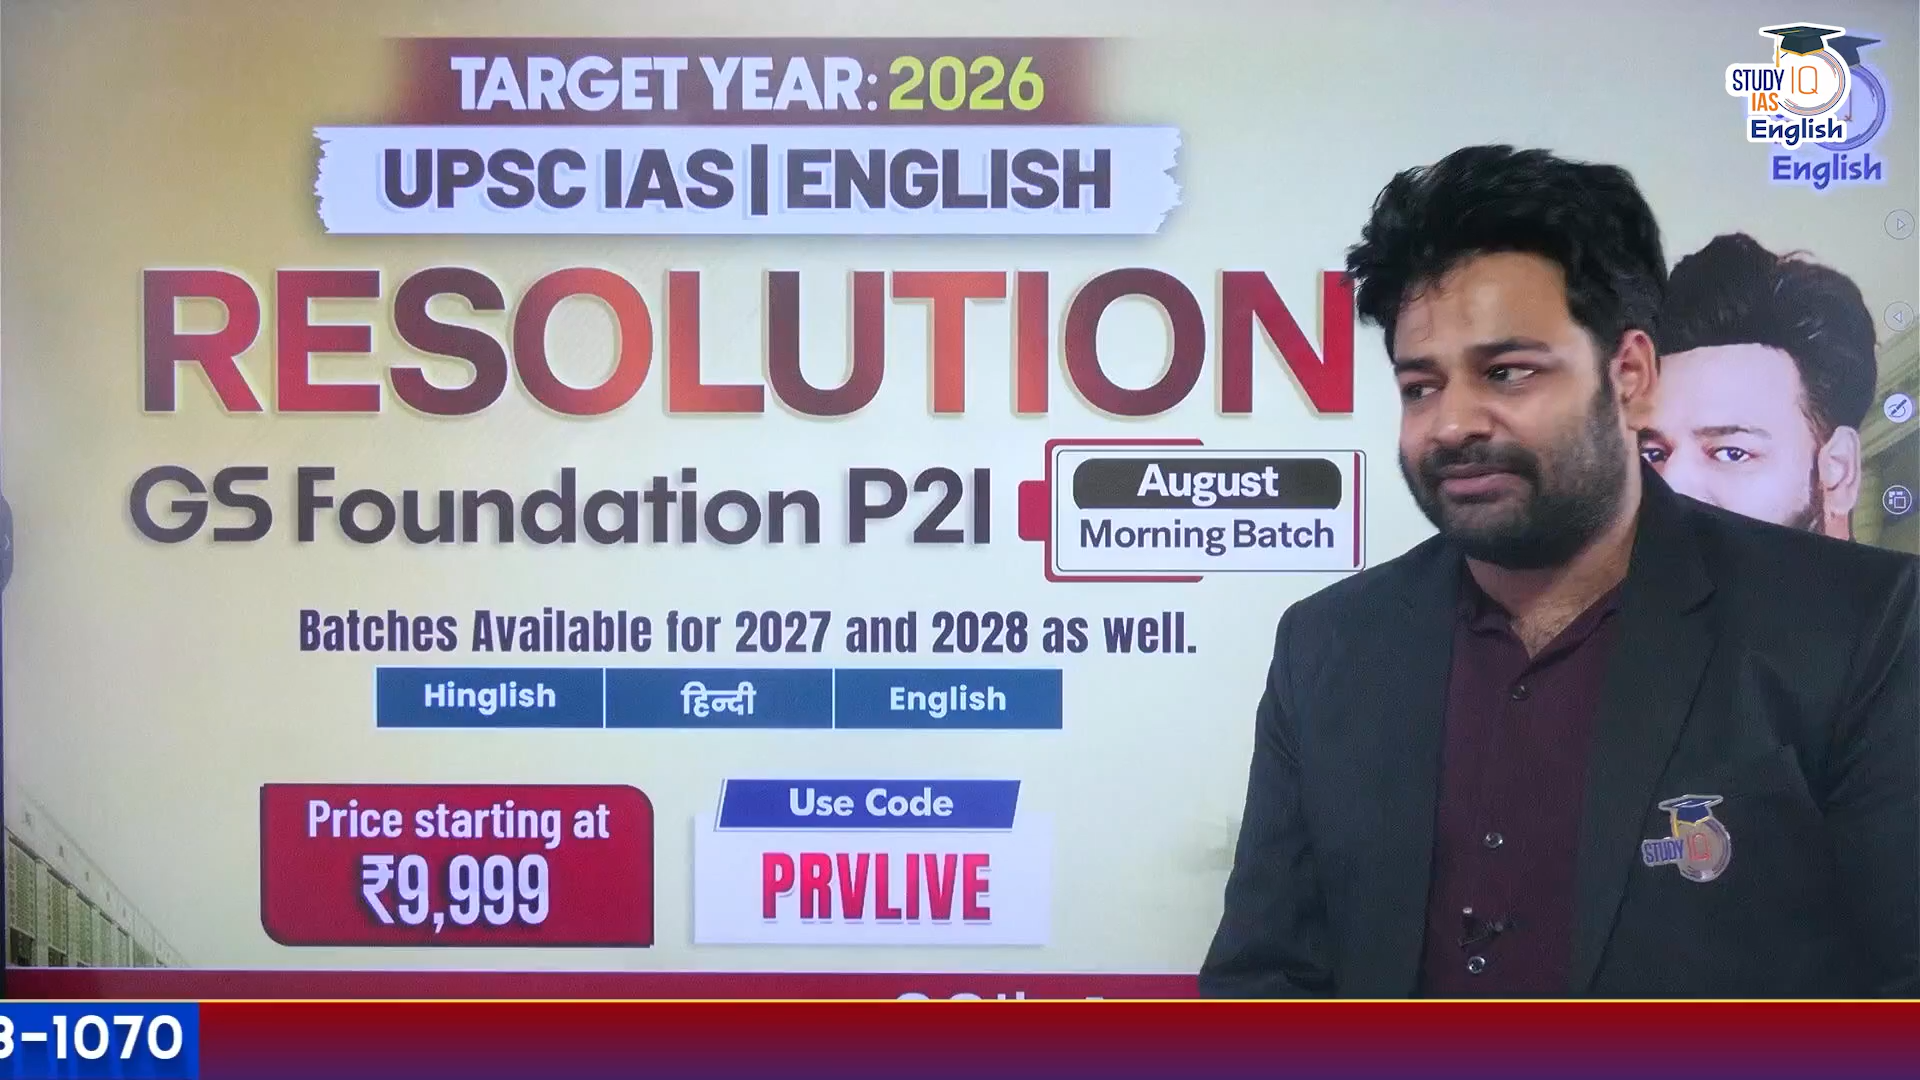 TARGET YEAR: 2026
UPSC IAS | ENGLISH
RESOLUTION
GS Foundation P2I
August
Morning Batch
Batches Available for 2027 and 2028 as well.
Hinglish
हिन्दी
English
Price starting at
₹9,999
Use Code
PRVLIVE
STUDY IQ
IAS
English
English
STUDY IQ
-1070